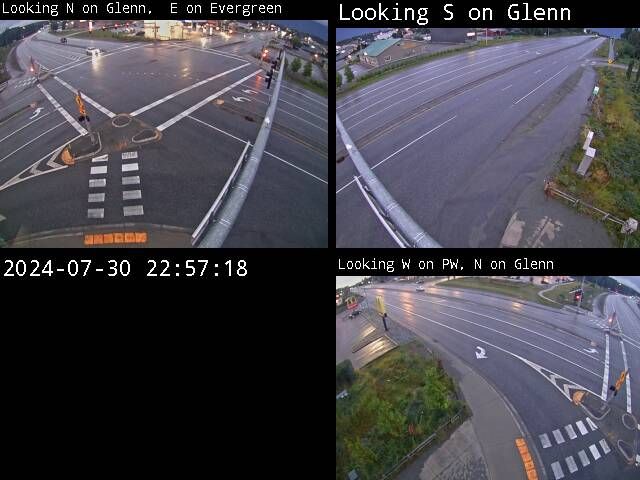 Looking N on Glenn,  E on Evergreen
Looking S on Glenn
2024-07-30 22:57:18
Looking W on PW, N on Glenn